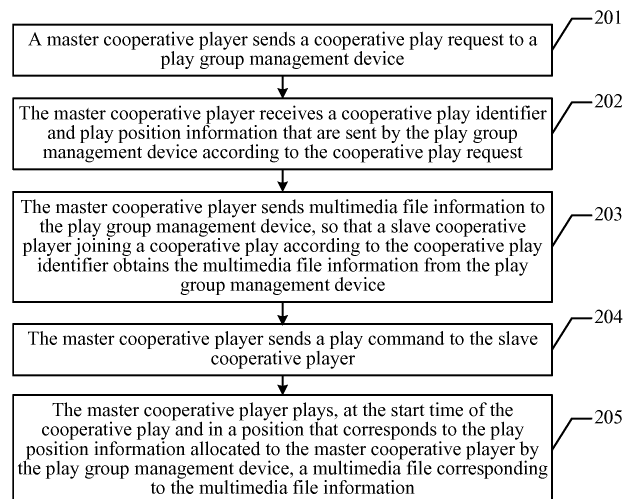 201
A master cooperative player sends a cooperative play request to a
play group management device
202
The master cooperative player receives a cooperative play identifier
and play position information that are sent by the play group
management device according to the cooperative play request
203
The master cooperative player sends multimedia file information to
the play group management device, so that a slave cooperative
player joining a cooperative play according to the cooperative play
identifier obtains the multimedia file information from the play
group management device
204
The master cooperative player sends a play command to the slave
cooperative player
205
The master cooperative player plays, at the start time of the
cooperative play and in a position that corresponds to the play
position information allocated to the master cooperative player by
the play group management device, a multimedia file corresponding
to the multimedia file information